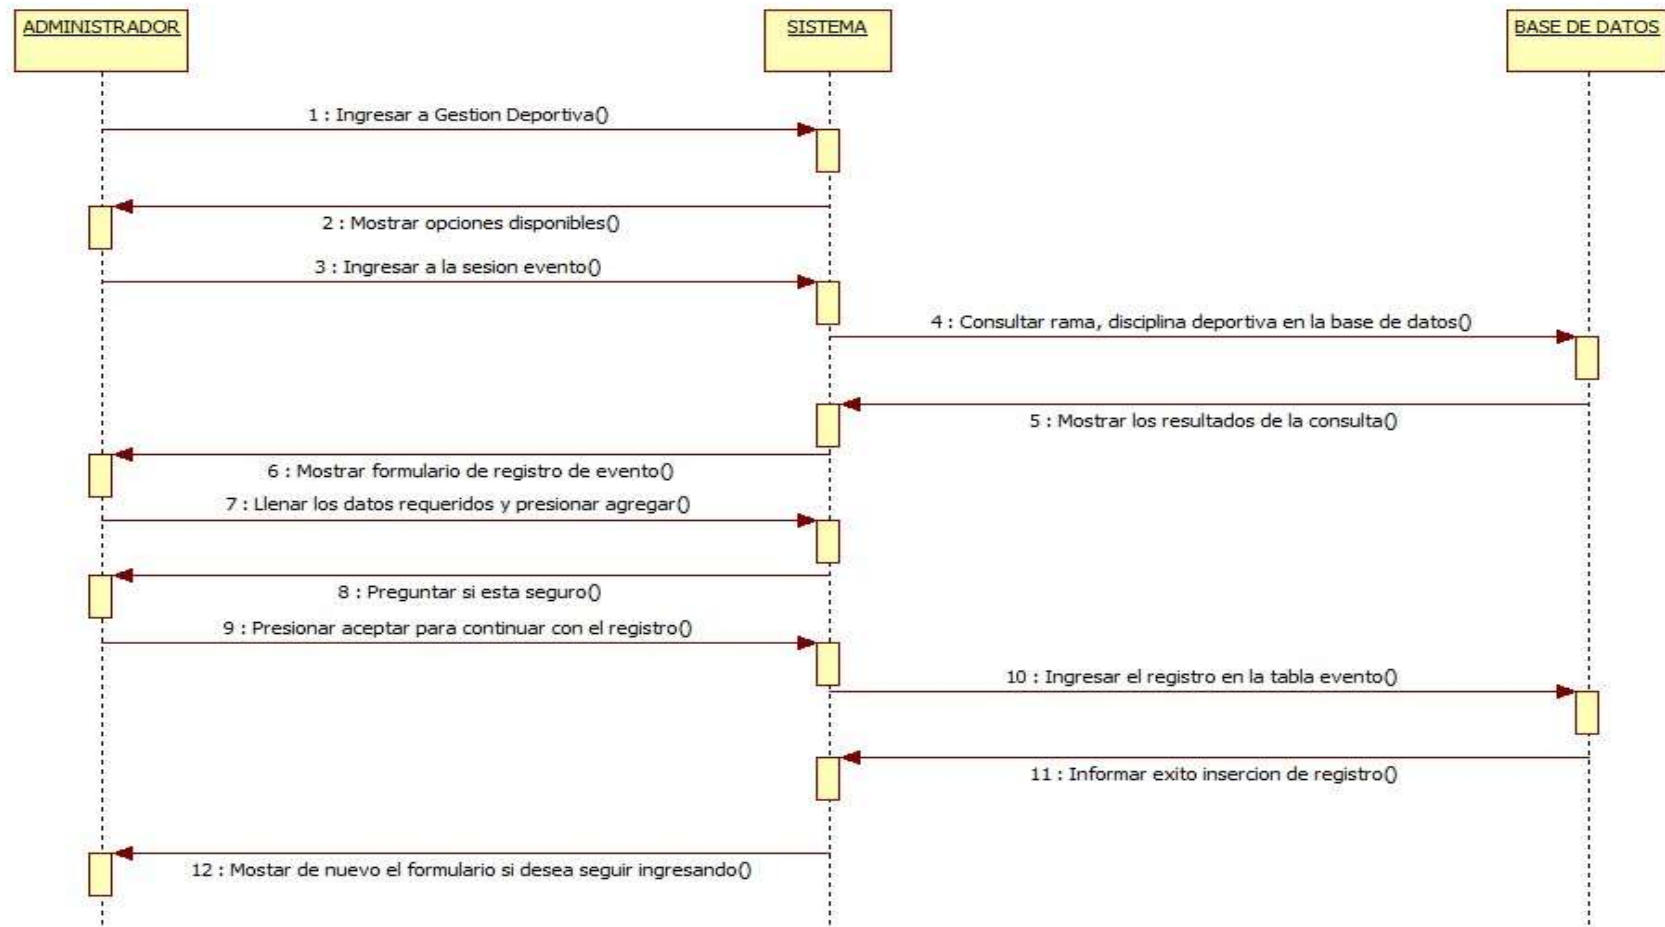 ADMINISTRADOR
SISTEMA
BASE DE DATOS
1 : Ingresar a Gestion Deportiva()
2 : Mostrar opciones disponibles()
3 : Ingresar a la sesion evento()
4 : Consultar rama, disciplina deportiva en la base de datos()
5 : Mostrar los resultados de la consulta()
6 : Mostrar formulario de registro de evento()
7 : Llenar los datos requeridos y presionar agregar()
8 : Preguntar si esta seguro()
9 : Presionar aceptar para continuar con el registro()
10 : Ingresar el registro en la tabla evento()
11 : Informar exito insercion de registro()
12 : Mostar de nuevo el formulario si desea seguir ingresando()